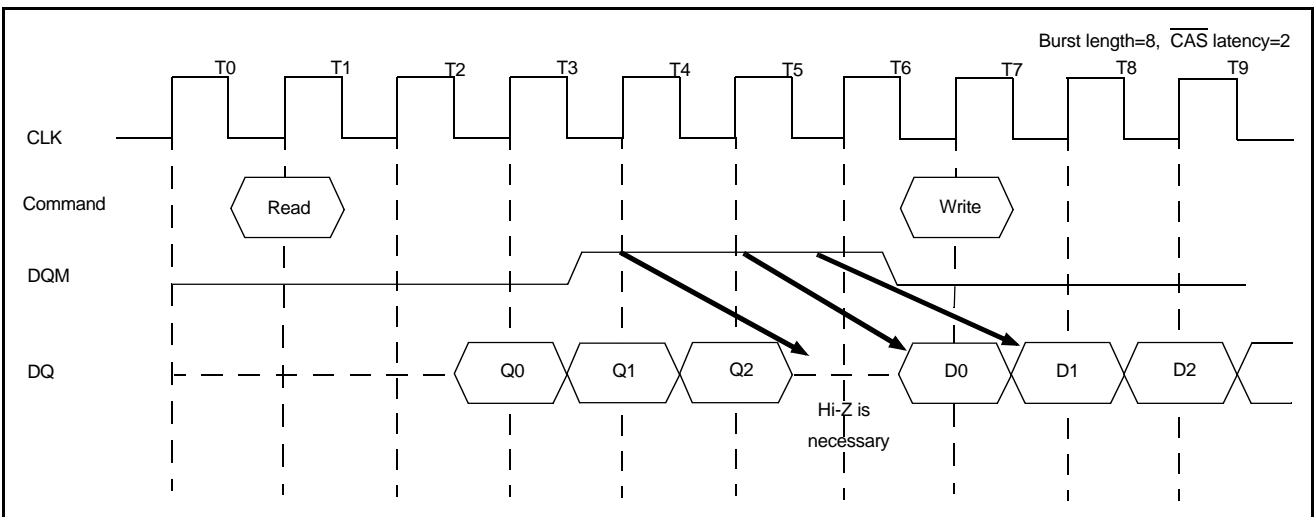 Burst length=8, CAS latency=2
T0 T1 T2 T3 T4 T5 T6 T7 T8 T9
CLK
Command Read Write
DQM
DQ Q0 Q1 Q2 D0 D1 D2
Hi-Z is
necessary